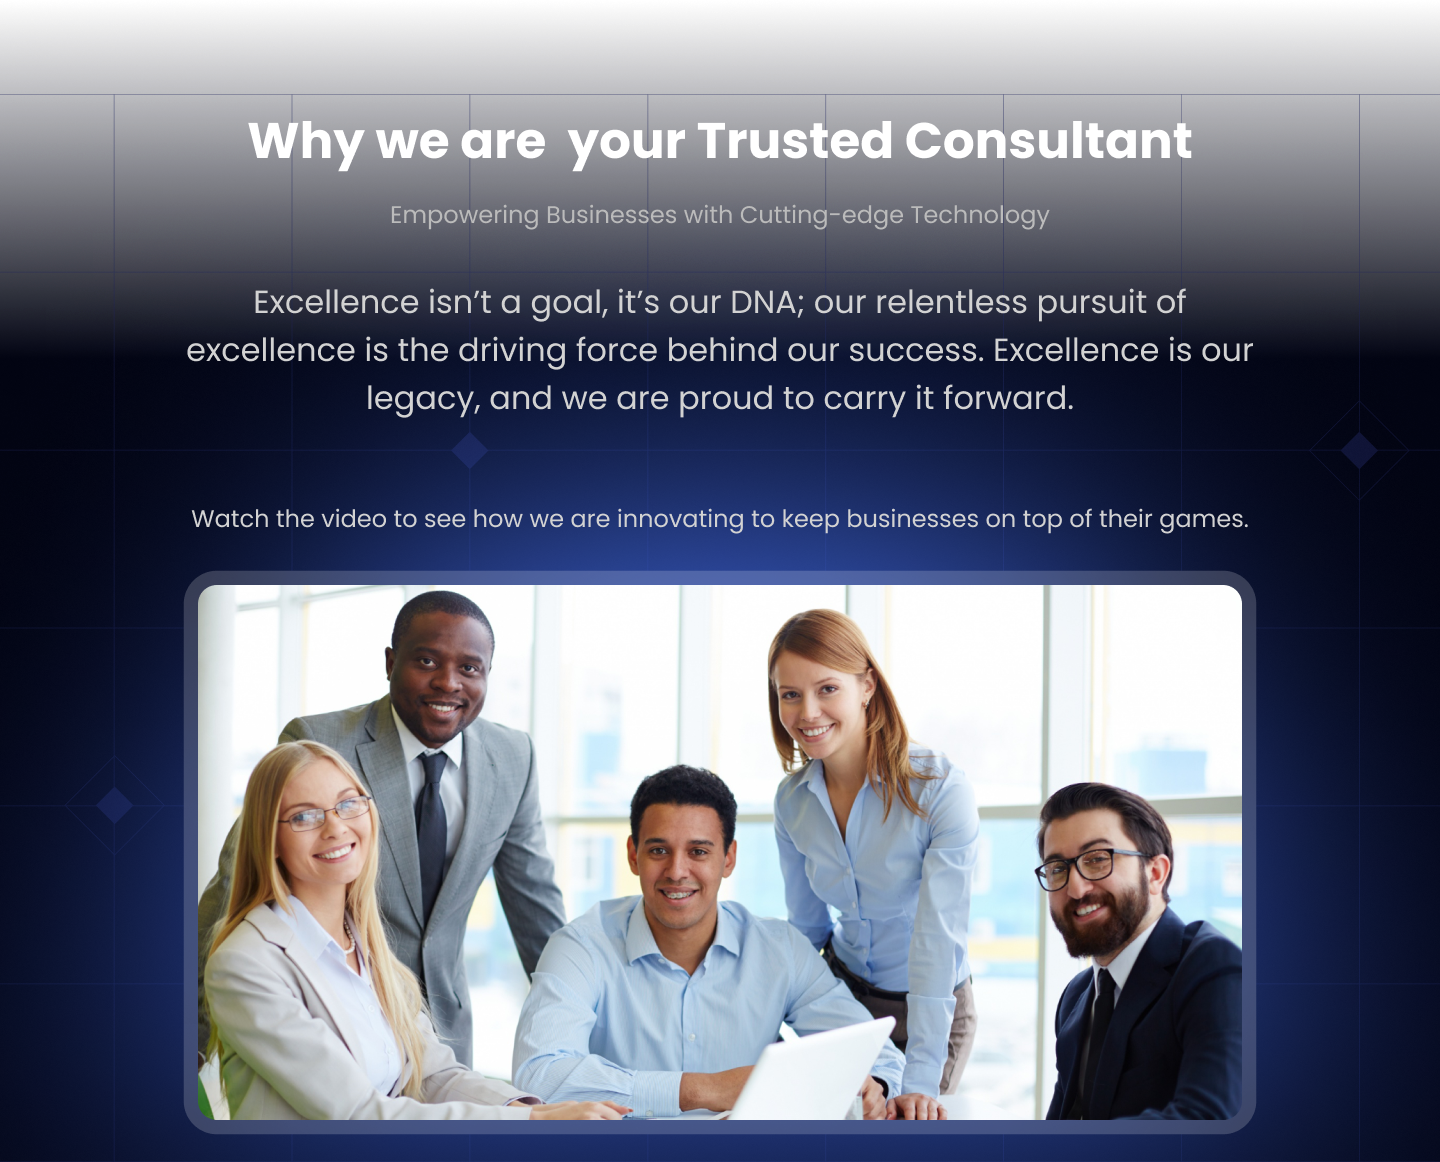 Why we are  your Trusted Consultant
Empowering Businesses with Cutting-edge Technology
Excellence isn’t a goal, it’s our DNA; our relentless pursuit of
excellence is the driving force behind our success. Excellence is our
legacy, and we are proud to carry it forward.
Watch the video to see how we are innovating to keep businesses on top of their games.